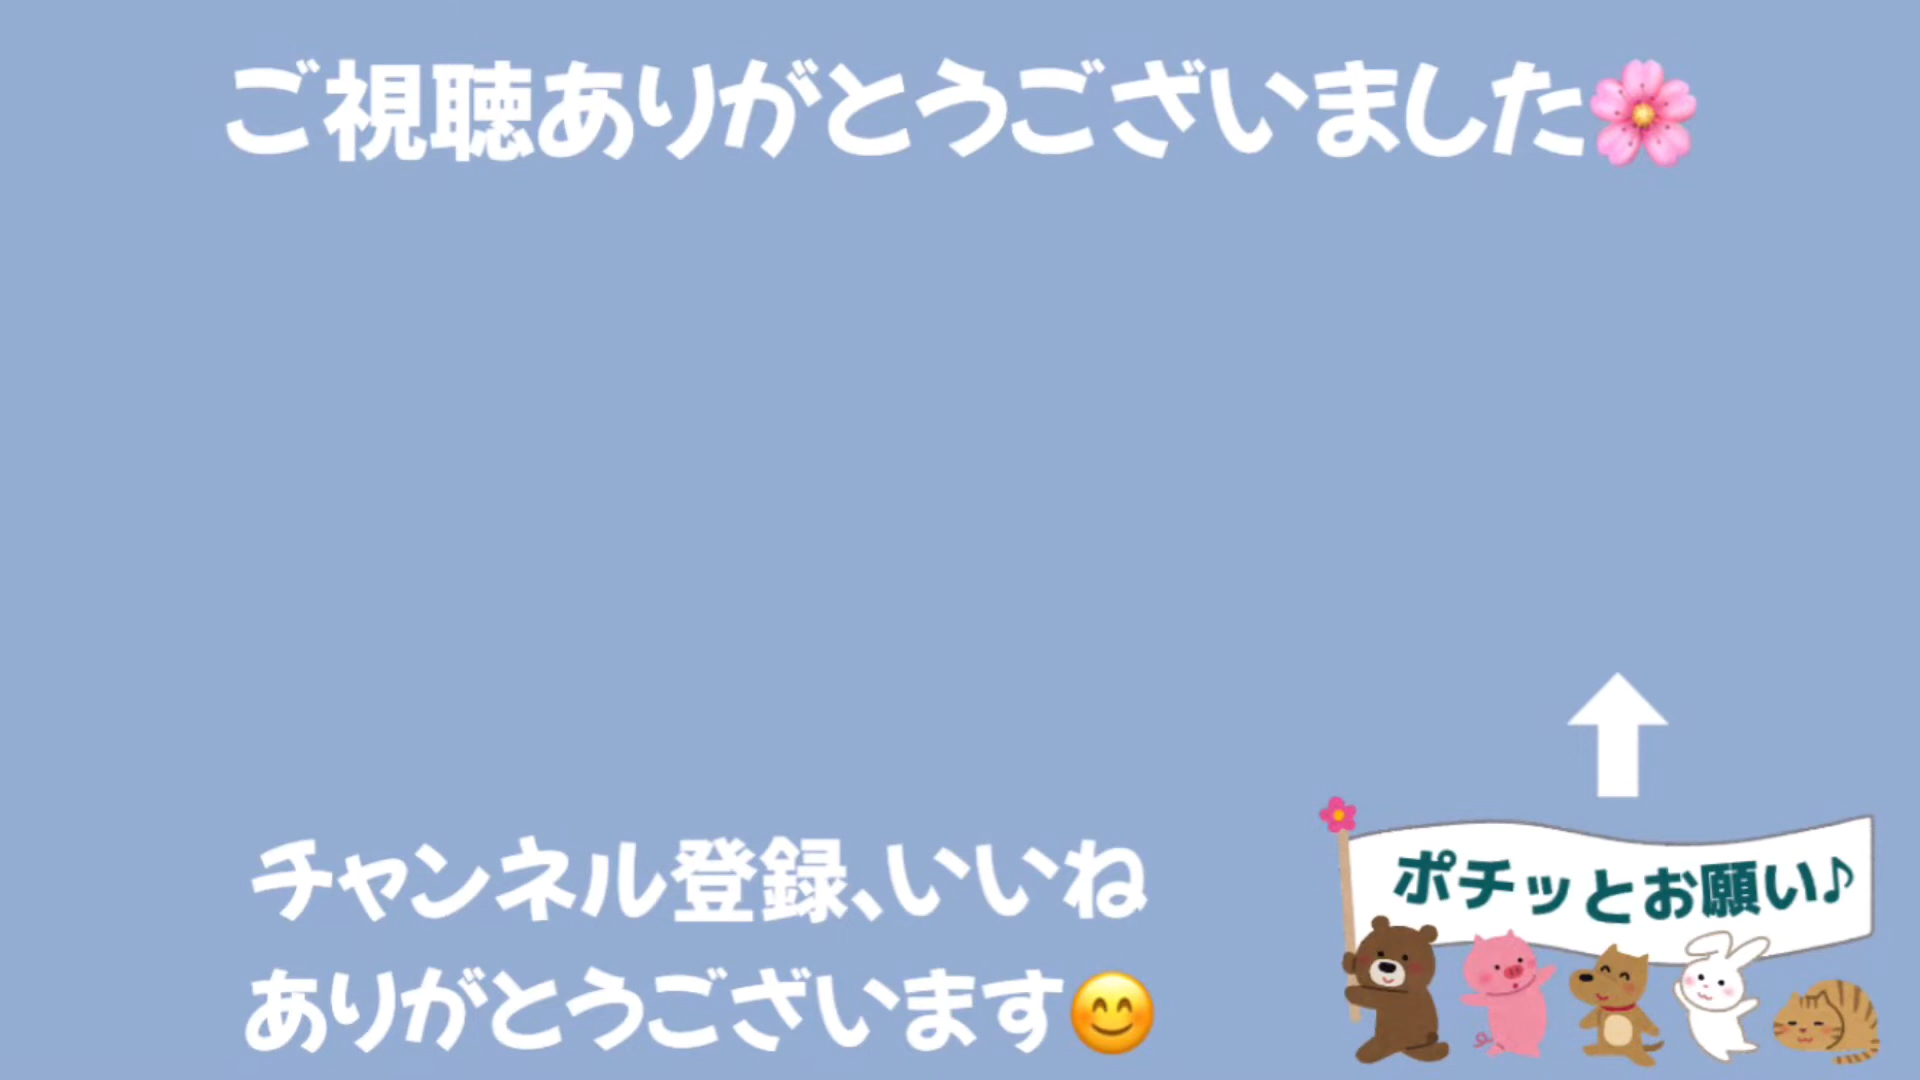 ご視聴ありがとうございました🌸
チャンネル登録、いいね
ありがとうございます😊
ポチッとお願い♪